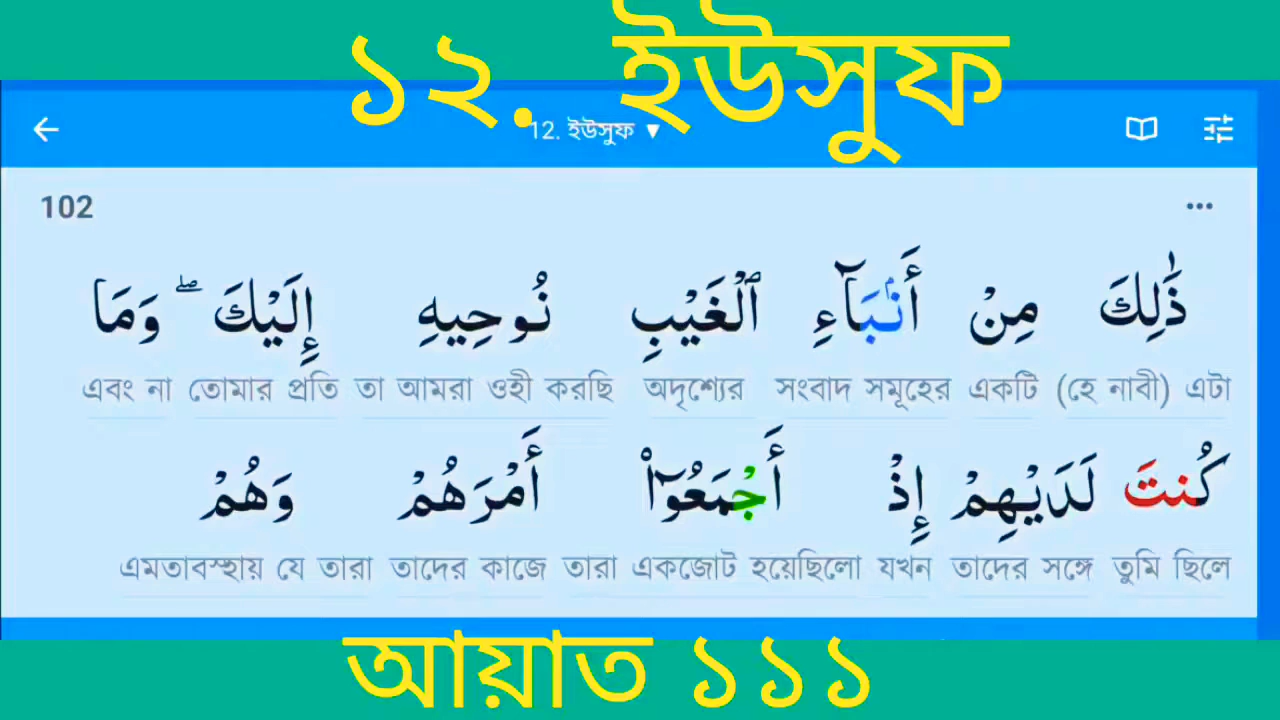 ১২. ইউসুফ
12. ইউসুফ ▼
102
ذَٰلِكَ مِنْ أَنۢبَآءِ ٱلْغَيْبِ نُوحِيهِ إِلَيْكَ ۖ وَمَا
এবং না তোমার প্রতি তা আমরা ওহী করছি অদৃশ্যের সংবাদ সমূহের একটি (হে নাবী) এটা
كُنتَ لَدَيْهِمْ إِذْ أَجْمَعُوٓا۟ أَمْرَهُمْ وَهُمْ
এমতাবস্হায় যে তারা তাদের কাজে তারা একজোট হয়েছিলো যখন তাদের সঙ্গে তুমি ছিলে
আয়াত ১১১